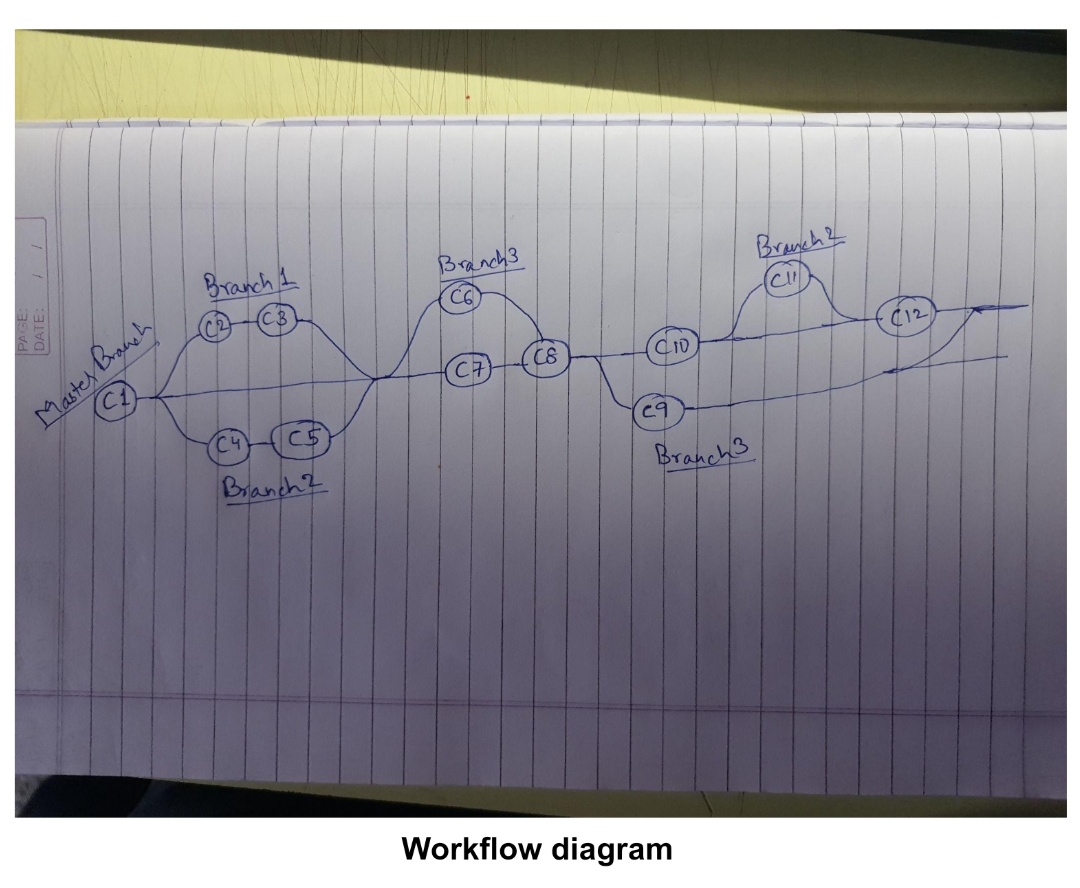 PAGE:
DATE: / /
Master Branch
C1
Branch 1
C2
C3
C4
C5
Branch2
Branch3
C6
C7
C8
C10
C9
Branch3
Branch2
C11
C12
Workflow diagram